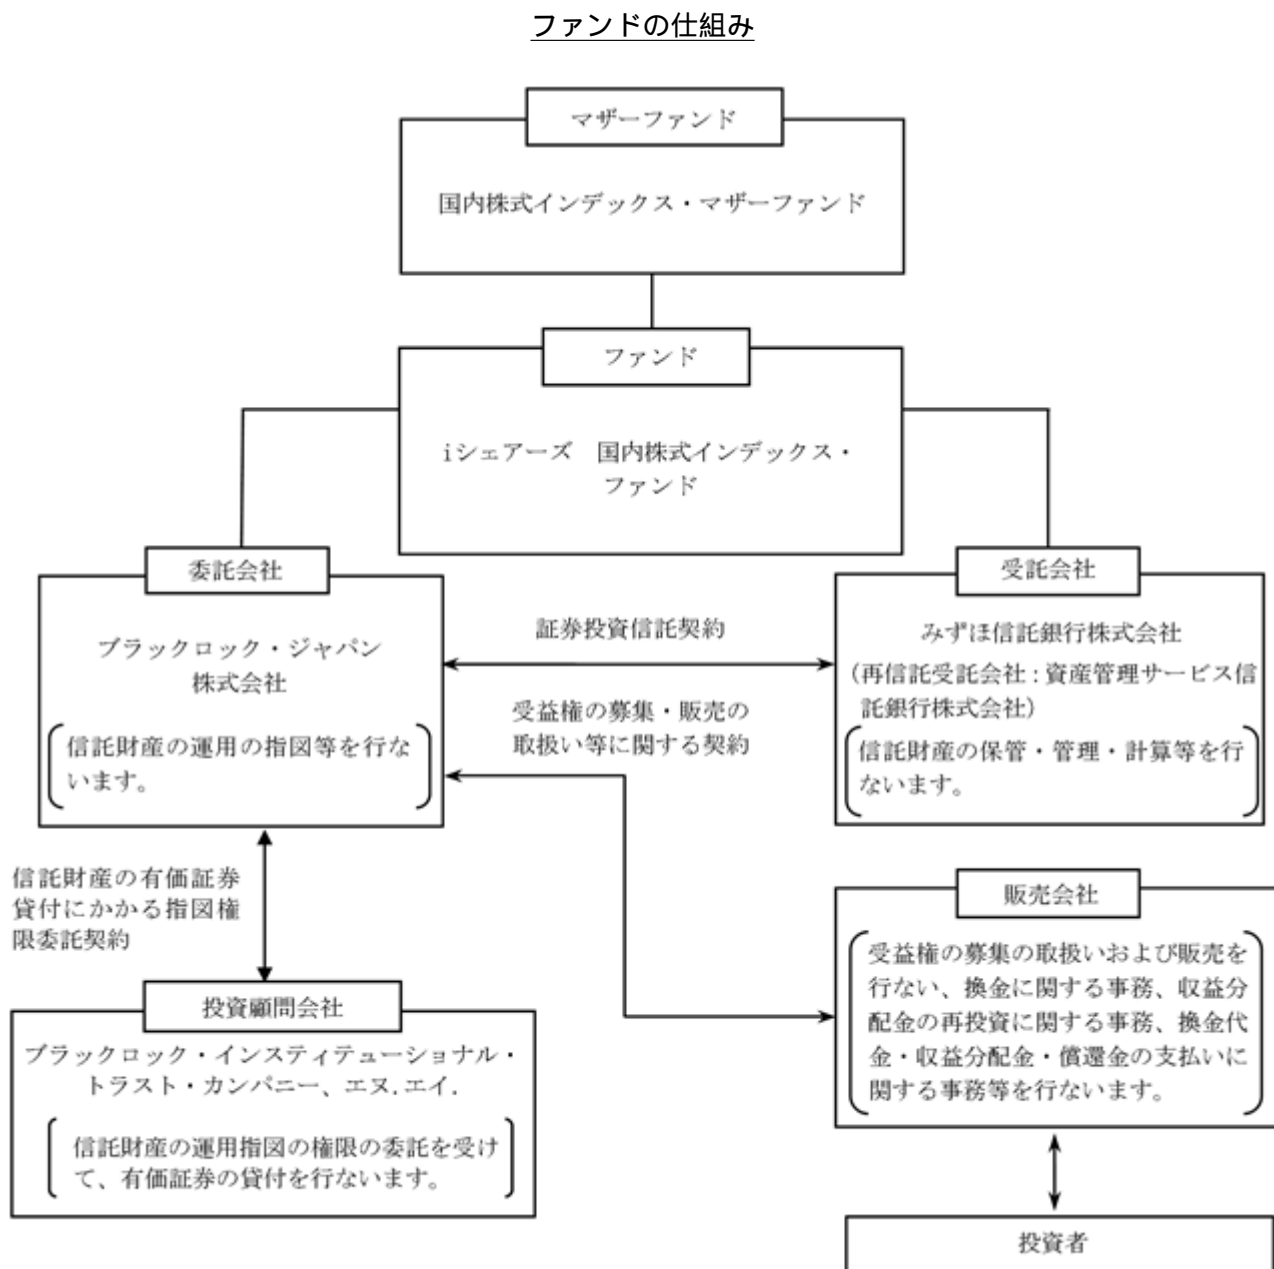 ファンドの仕組み
マザーファンド
国内株式インデックス・マザーファンド
ファンド
iシェアーズ　国内株式インデックス・
ファンド
委託会社
ブラックロック・ジャパン
株式会社
信託財産の運用の指図等を行な
います。
証券投資信託契約
受益権の募集・販売の
取扱い等に関する契約
受託会社
みずほ信託銀行株式会社
(再信託受託会社：資産管理サービス信
託銀行株式会社)
信託財産の保管・管理・計算等を行
ないます。
信託財産の有価証券
貸付にかかる指図権
限委託契約
投資顧問会社
ブラックロック・インスティテューショナル・
トラスト・カンパニー、エヌ.エイ.
信託財産の運用指図の権限の委託を受け
て、有価証券の貸付を行ないます。
販売会社
受益権の募集の取扱いおよび販売を
行ない、換金に関する事務、収益分
配金の再投資に関する事務、換金代
金・収益分配金・償還金の支払いに
関する事務等を行ないます。
投資者